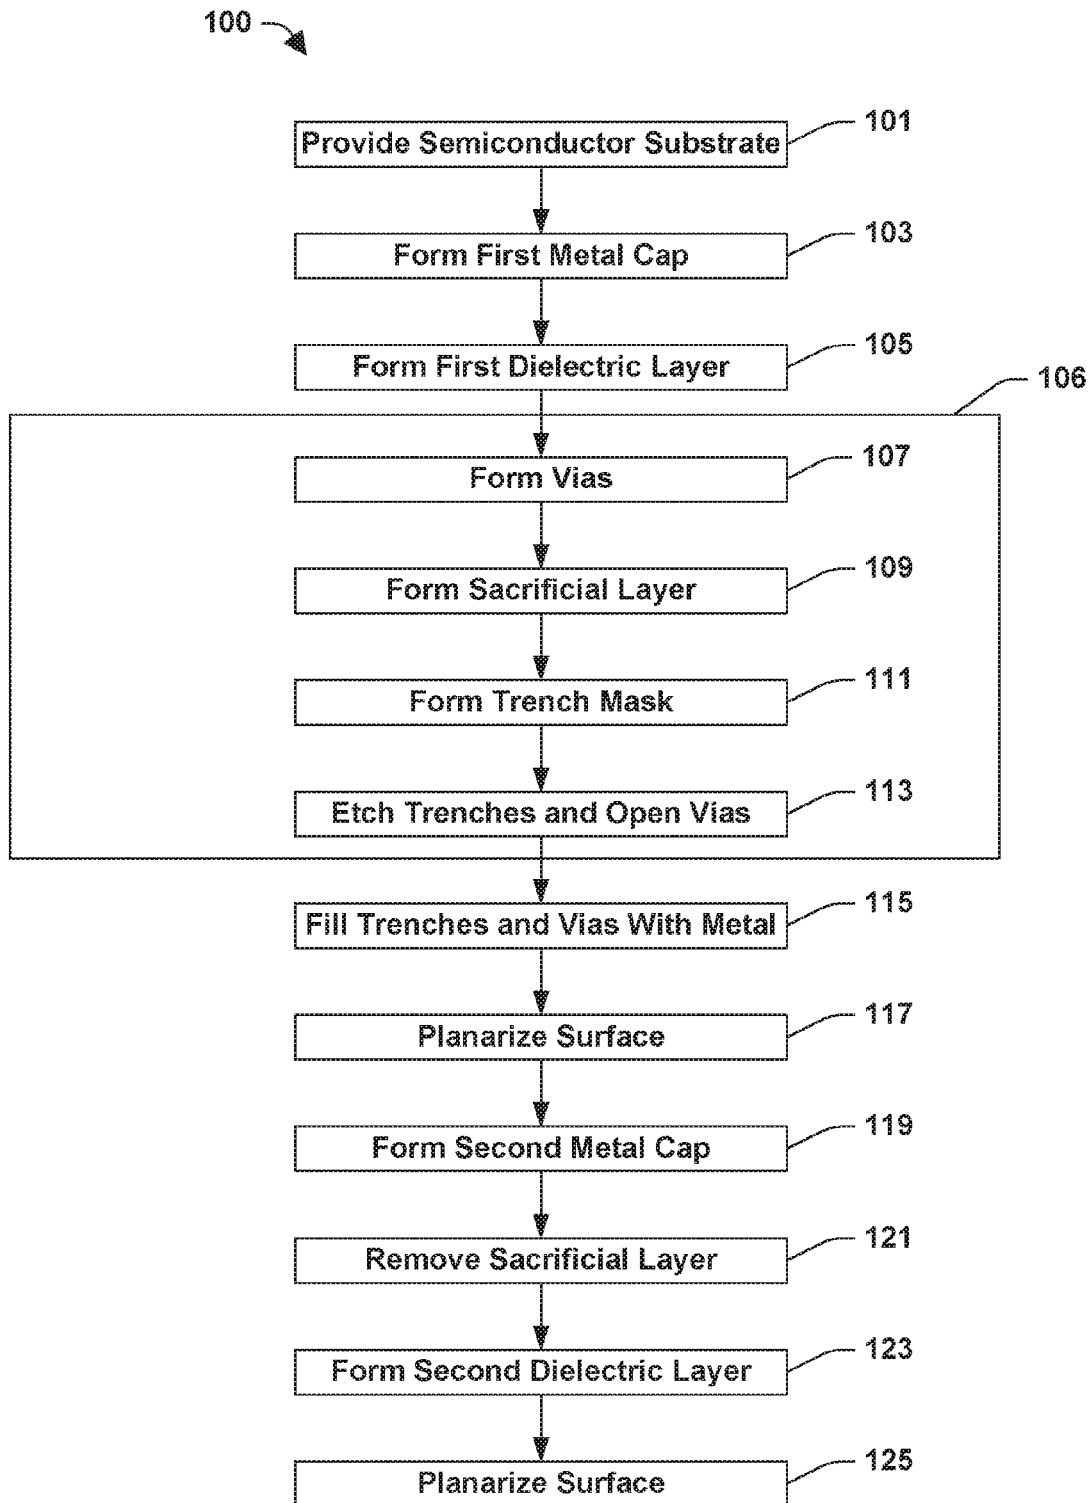 100
Provide Semiconductor Substrate
101
Form First Metal Cap
103
Form First Dielectric Layer
105
106
Form Vias
107
Form Sacrificial Layer
109
Form Trench Mask
111
Etch Trenches and Open Vias
113
Fill Trenches and Vias With Metal
115
Planarize Surface
117
Form Second Metal Cap
119
Remove Sacrificial Layer
121
Form Second Dielectric Layer
123
Planarize Surface
125